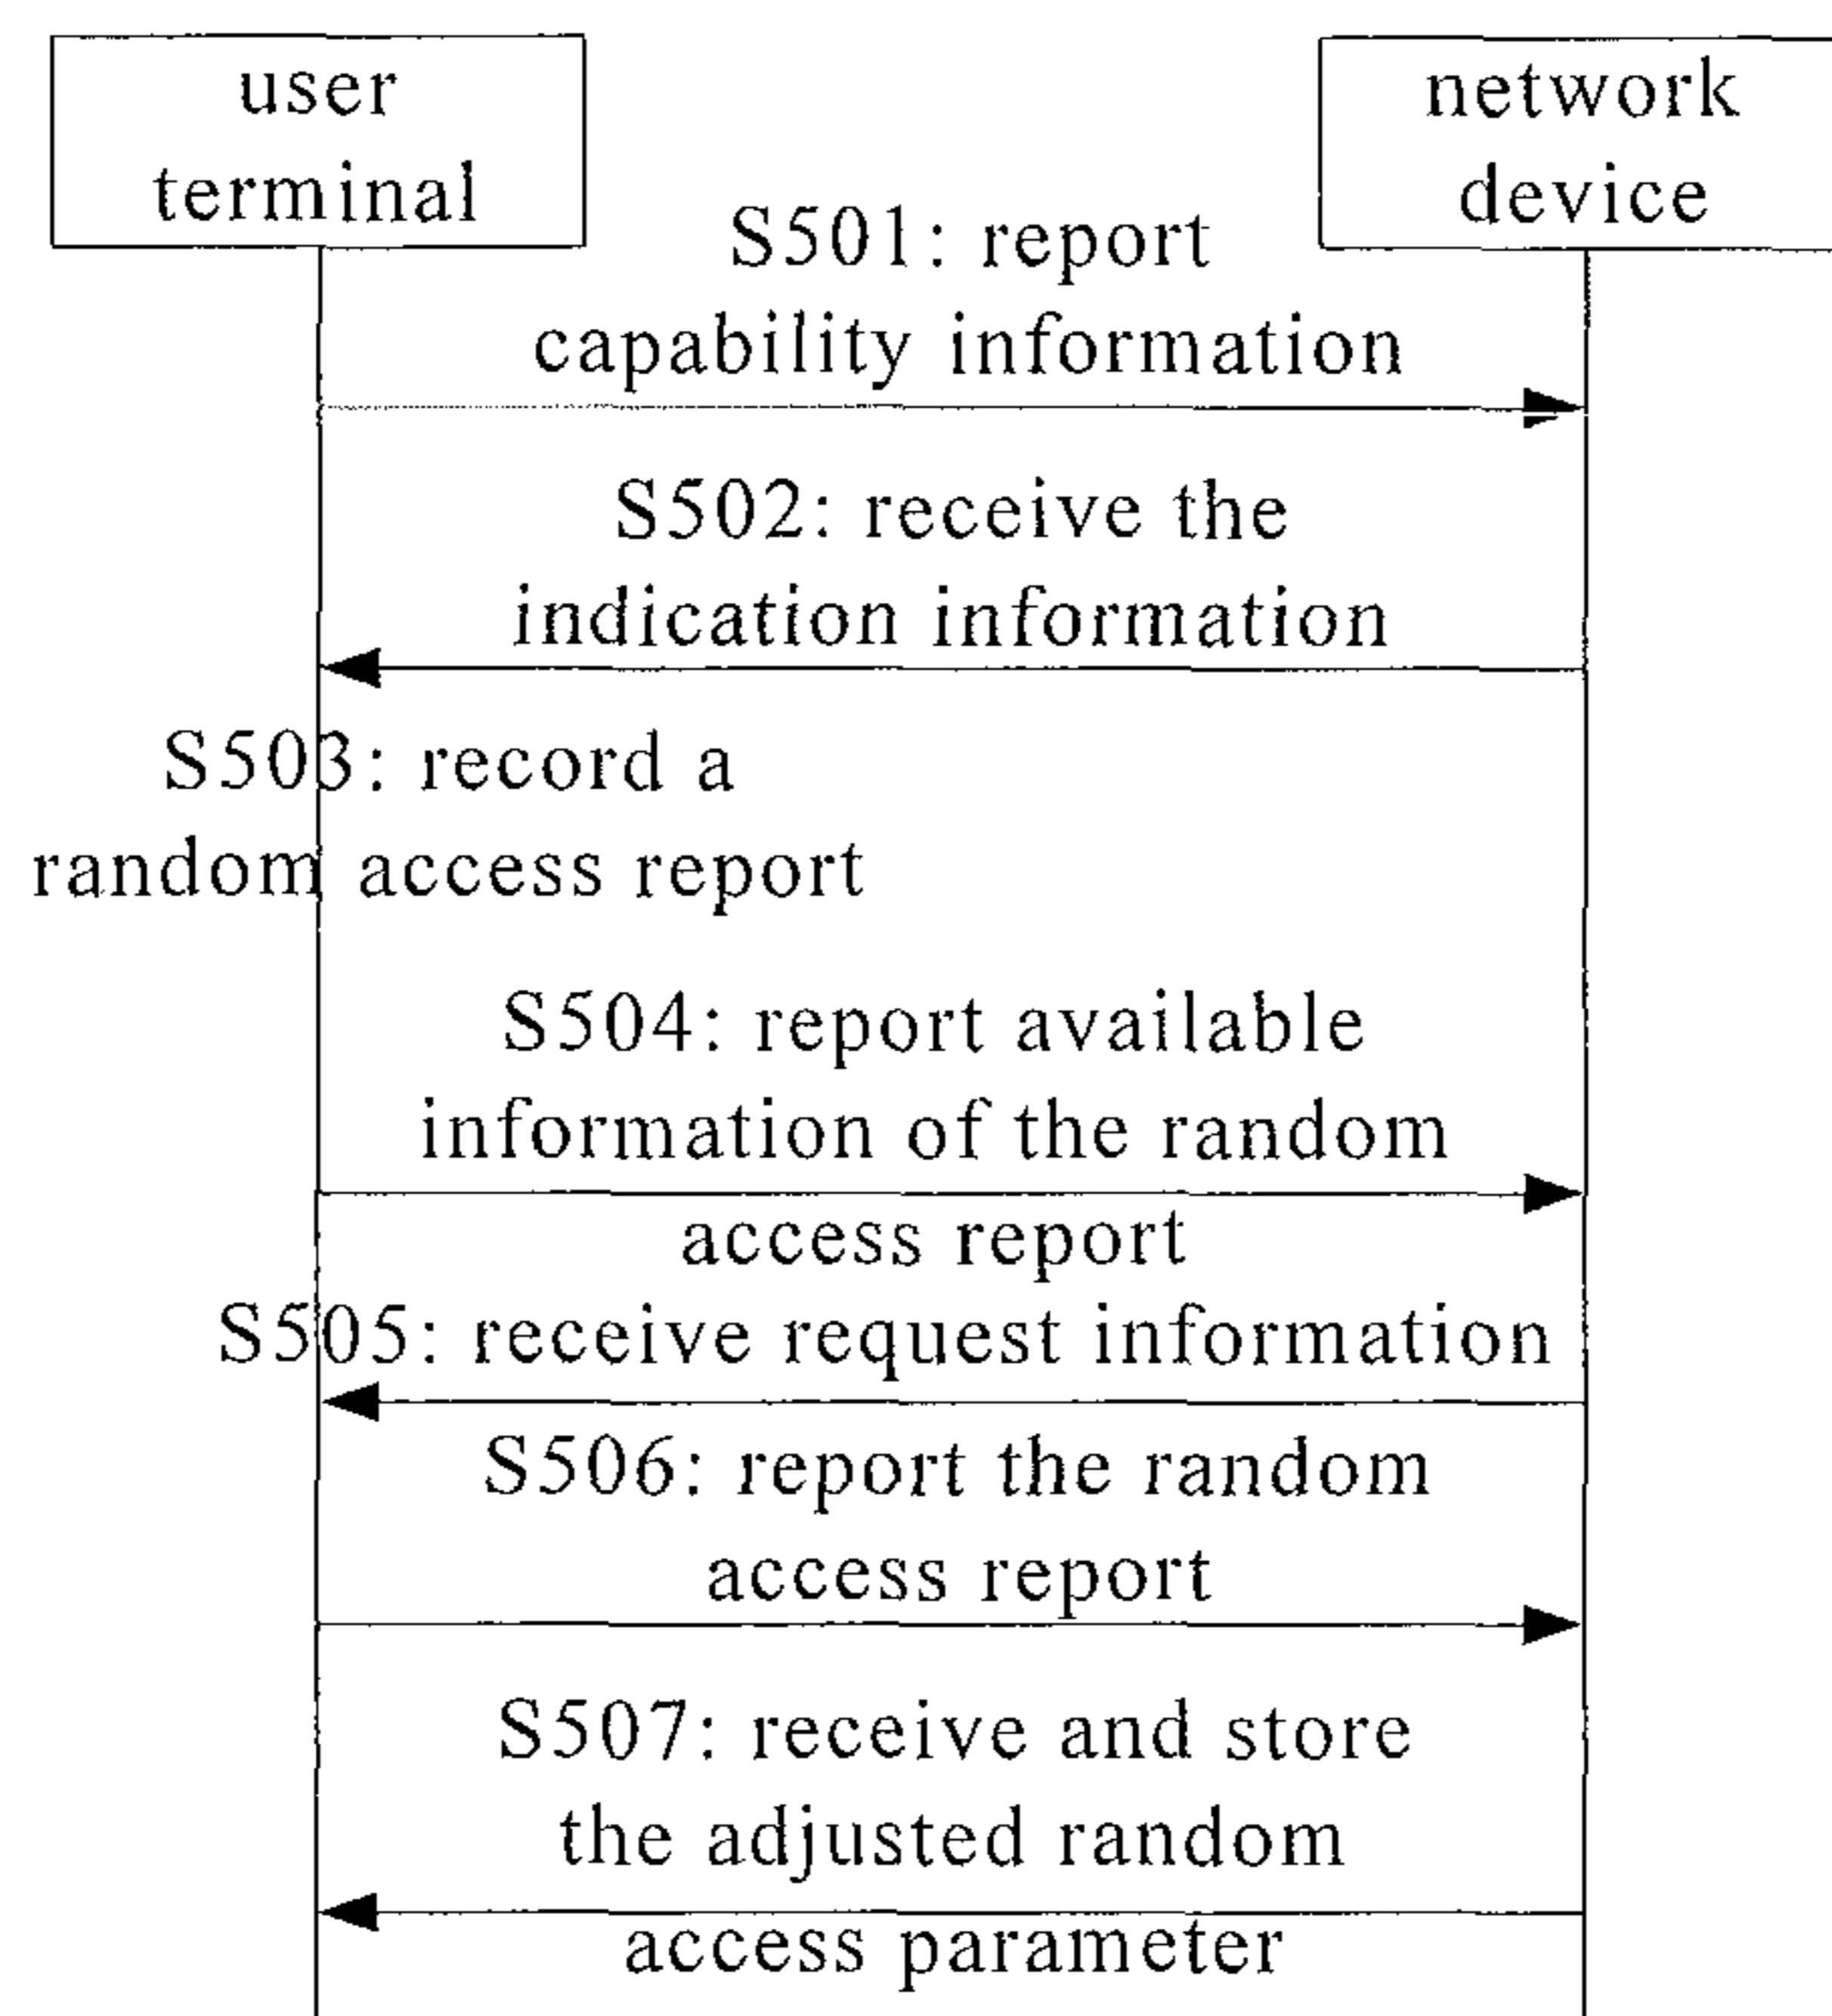 user
terminal
network
device
S501: report
capability information
S502: receive the
indication information
S503: record a
random access report
S504: report available
information of the random
access report
S505: receive request information
S506: report the random
access report
S507: receive and store
the adjusted random
access parameter